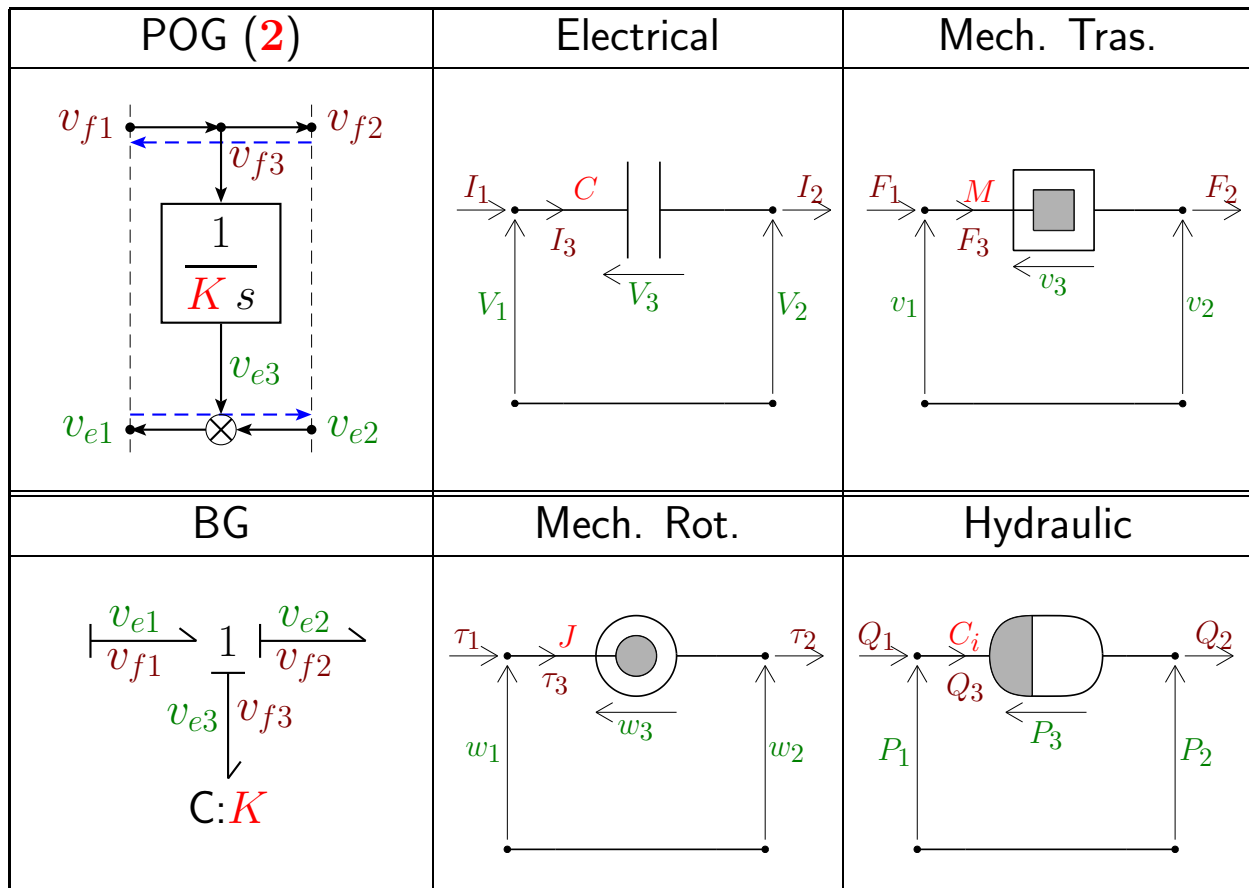 POG (2)
Electrical
Mech. Tras.
v_{f1}
v_{f2}
v_{f3}
1
K s
v_{e3}
v_{e1}
v_{e2}
I_1
C
I_2
I_3
V_3
V_1
V_2
F_1
M
F_2
F_3
v_3
v_1
v_2
BG
Mech. Rot.
Hydraulic
v_{e1}
1
v_{e2}
v_{f1}
v_{f2}
v_{e3}
v_{f3}
C:K
τ_1
J
τ_2
τ_3
w_3
w_1
w_2
Q_1
C_i
Q_2
Q_3
P_3
P_1
P_2